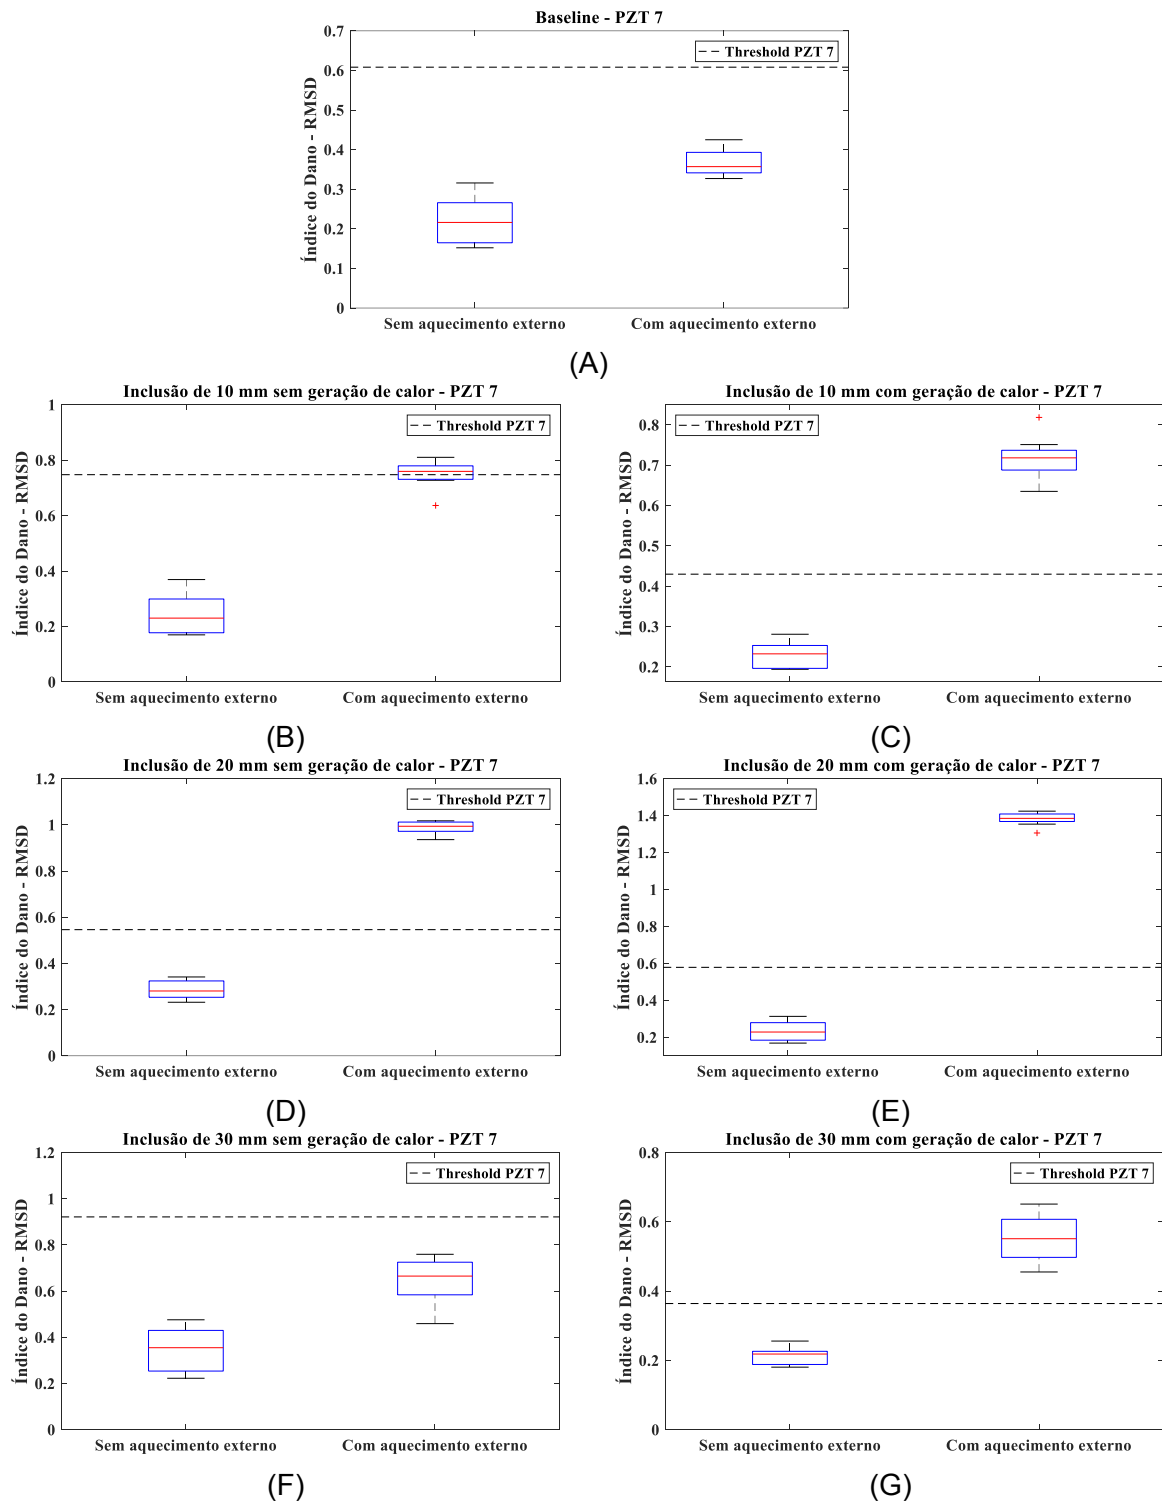 Baseline - PZT 7
Índice do Dano - RMSD
0.7
0.6
0.5
0.4
0.3
0.2
0.1
0
Threshold PZT 7
Sem aquecimento externo
Com aquecimento externo
(A)
Inclusão de 10 mm sem geração de calor - PZT 7
Índice do Dano - RMSD
1
0.8
0.6
0.4
0.2
0
Threshold PZT 7
Sem aquecimento externo
Com aquecimento externo
(B)
Inclusão de 10 mm com geração de calor - PZT 7
Índice do Dano - RMSD
0.8
0.7
0.6
0.5
0.4
0.3
0.2
Threshold PZT 7
Sem aquecimento externo
Com aquecimento externo
(C)
Inclusão de 20 mm sem geração de calor - PZT 7
Índice do Dano - RMSD
1.2
1
0.8
0.6
0.4
0.2
0
Threshold PZT 7
Sem aquecimento externo
Com aquecimento externo
(D)
Inclusão de 20 mm com geração de calor - PZT 7
Índice do Dano - RMSD
1.6
1.4
1.2
1
0.8
0.6
0.4
0.2
Threshold PZT 7
Sem aquecimento externo
Com aquecimento externo
(E)
Inclusão de 30 mm sem geração de calor - PZT 7
Índice do Dano - RMSD
1.2
1
0.8
0.6
0.4
0.2
0
Threshold PZT 7
Sem aquecimento externo
Com aquecimento externo
(F)
Inclusão de 30 mm com geração de calor - PZT 7
Índice do Dano - RMSD
0.8
0.6
0.4
0.2
0
Threshold PZT 7
Sem aquecimento externo
Com aquecimento externo
(G)